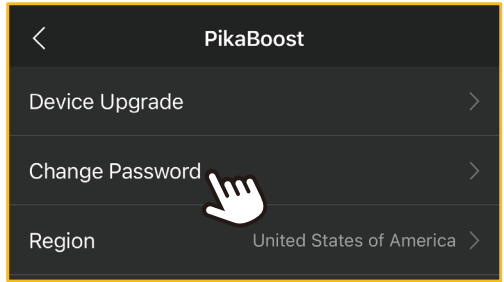 PikaBoost
Device Upgrade
Change Password
Region United States of America